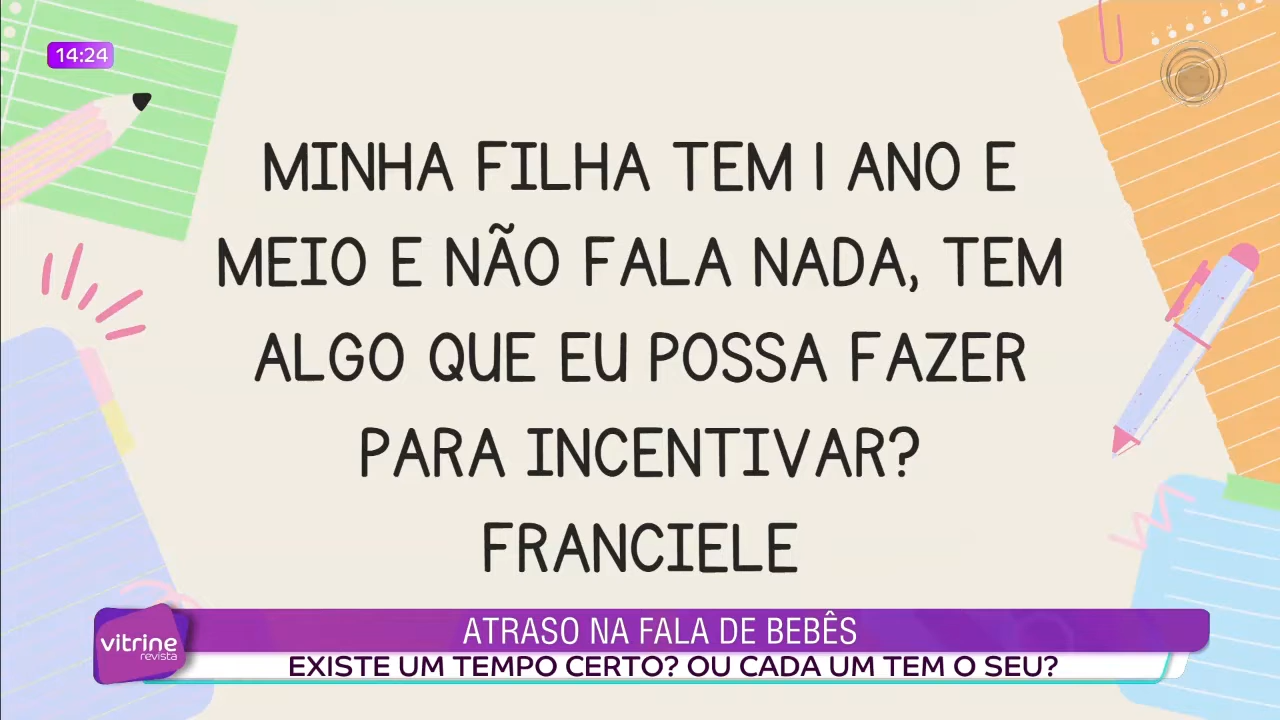 14:24
MINHA FILHA TEM 1 ANO E
MEIO E NÃO FALA NADA, TEM
ALGO QUE EU POSSA FAZER
PARA INCENTIVAR?
FRANCIELE
ATRASO NA FALA DE BEBÊS
vitrine
revista
EXISTE UM TEMPO CERTO? OU CADA UM TEM O SEU?